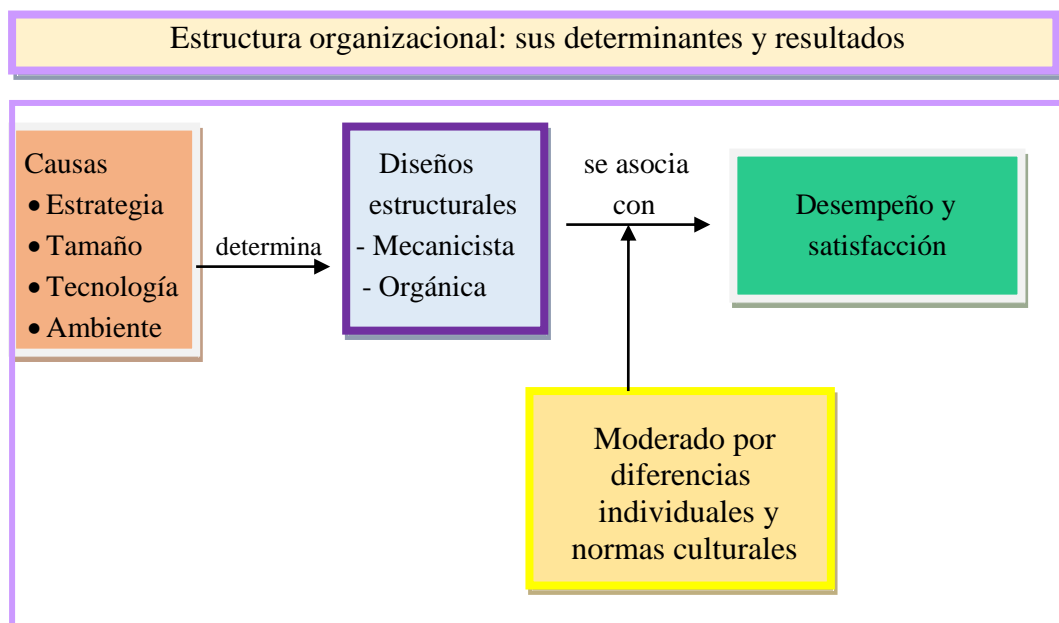 Estructura organizacional: sus determinantes y resultados
Causas
• Estrategia
• Tamaño
• Tecnología
• Ambiente
determina
Diseños
estructurales
- Mecanicista
- Orgánica
se asocia
con
Desempeño y
satisfacción
Moderado por
diferencias
individuales y
normas culturales